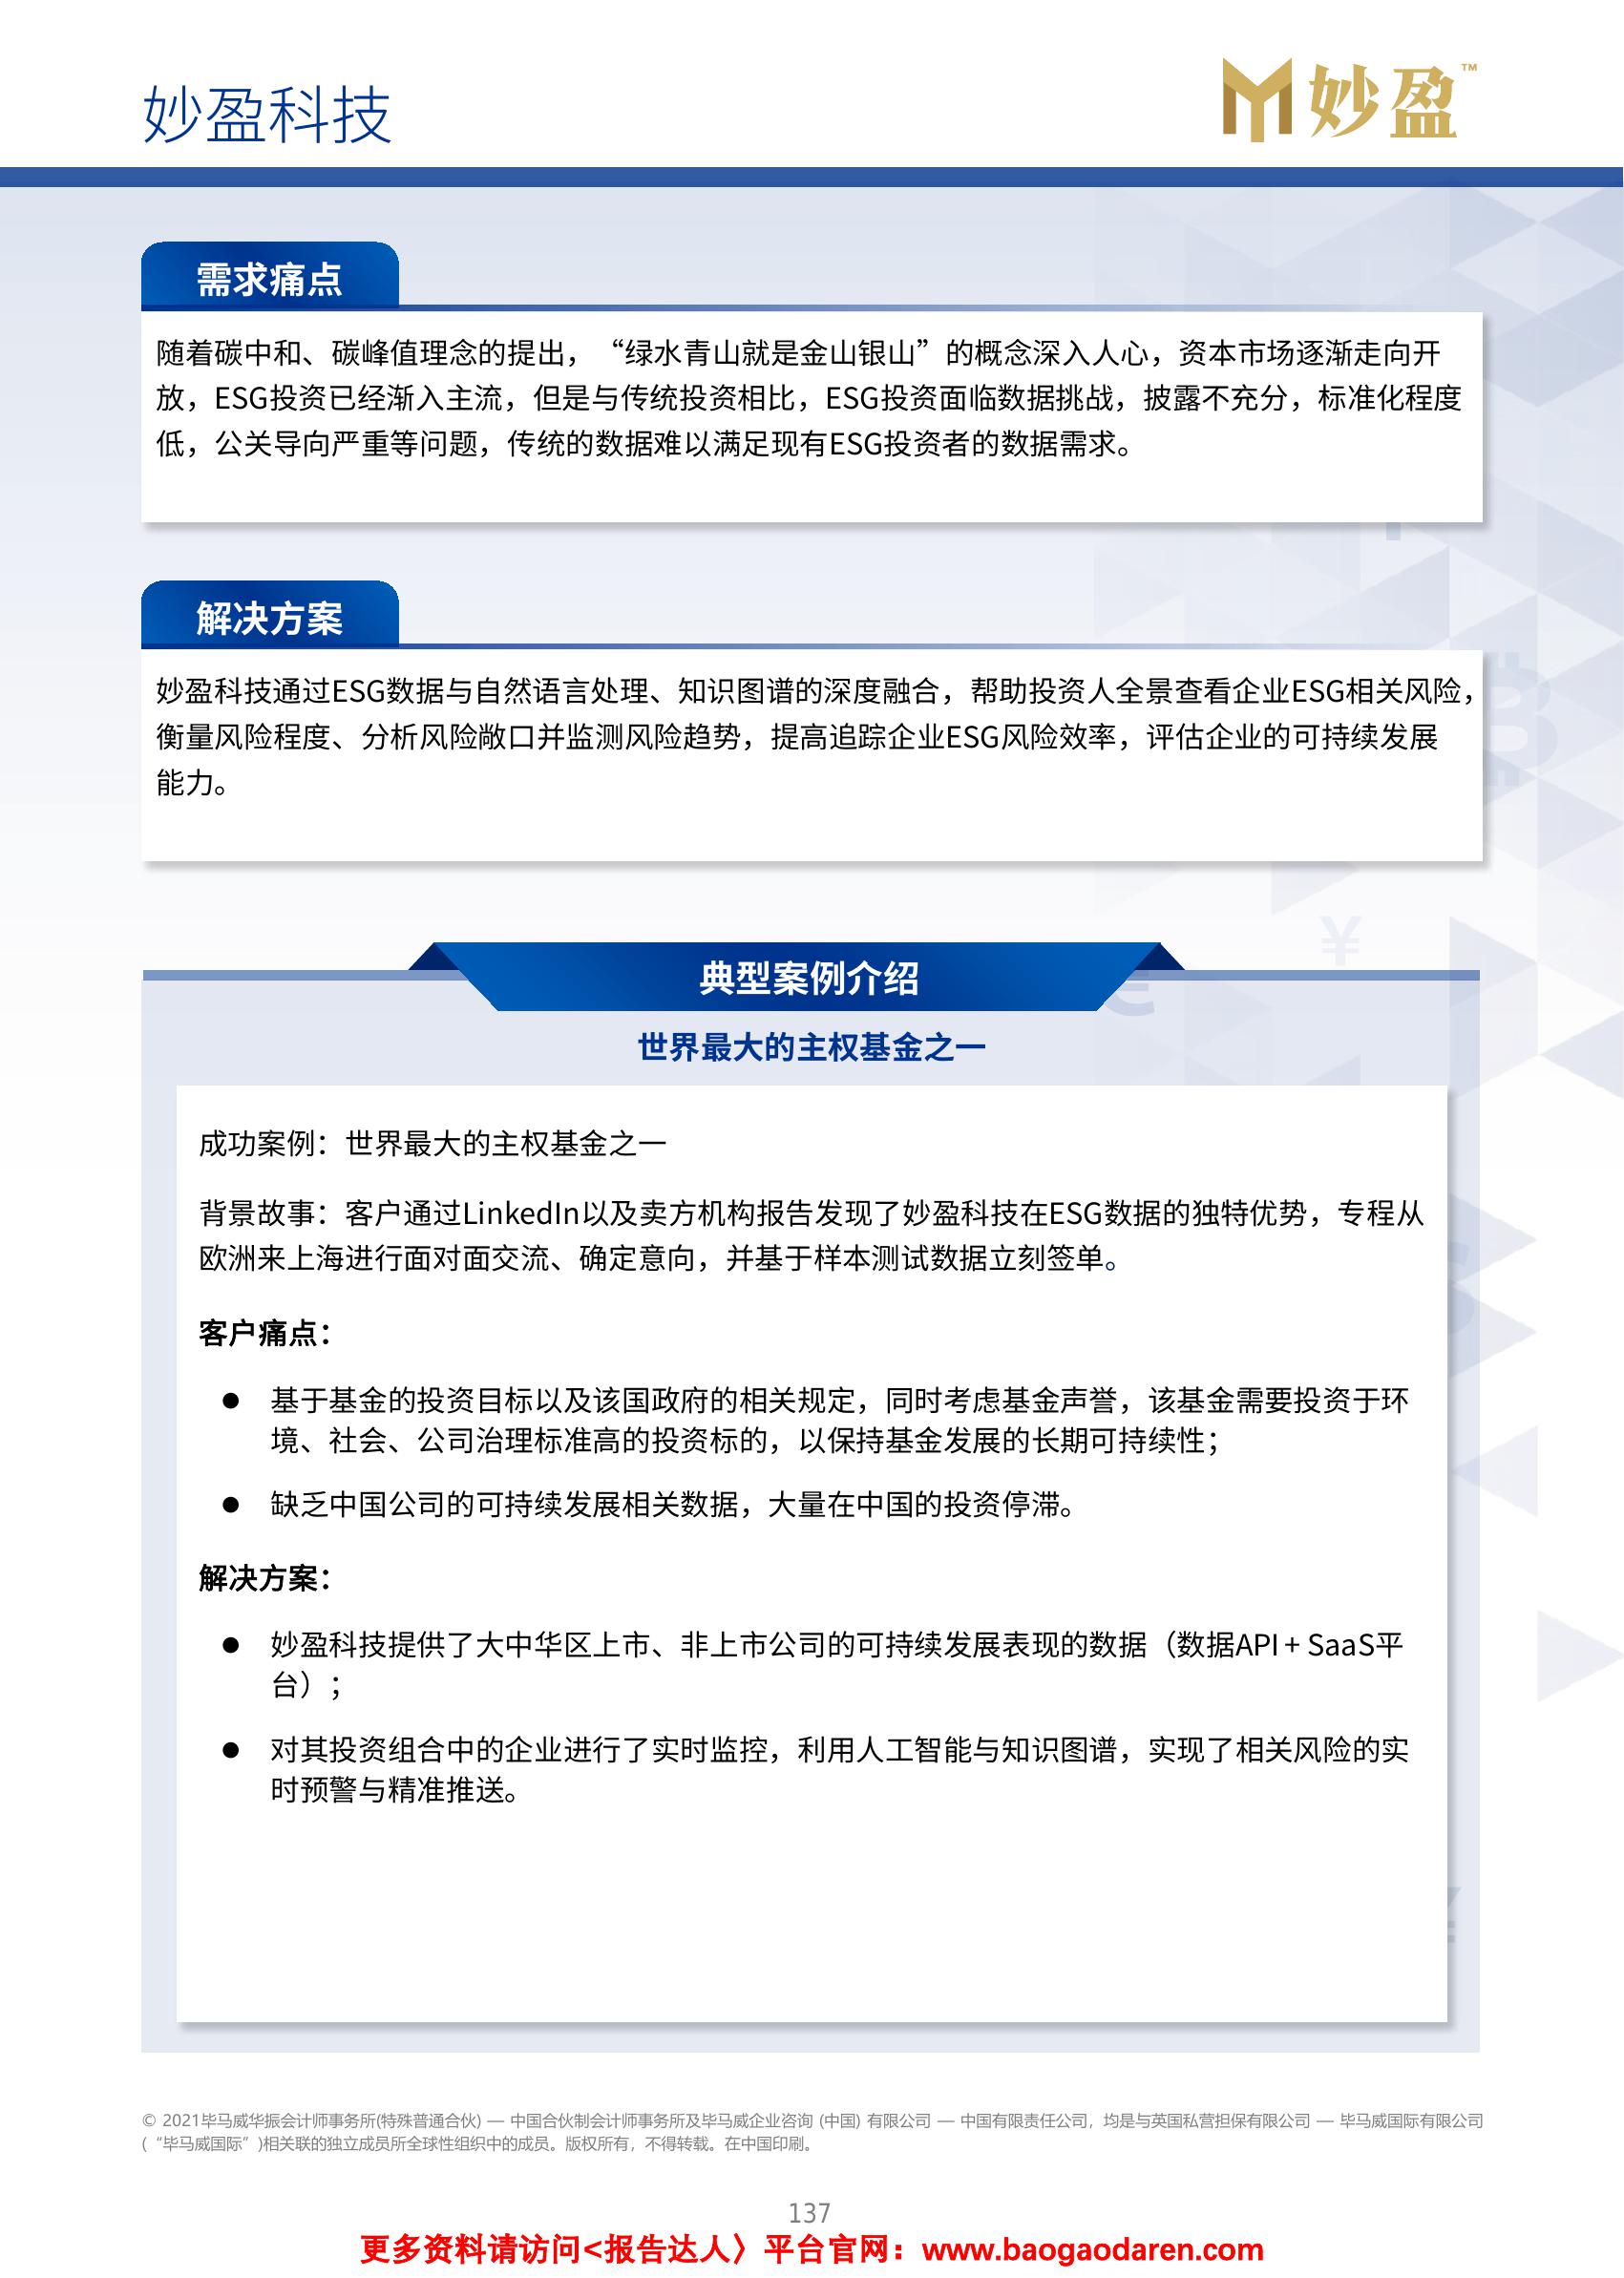 妙盈科技
妙盈™
需求痛点
随着碳中和、碳峰值理念的提出，“绿水青山就是金山银山”的概念深入人心，资本市场逐渐走向开
放，ESG投资已经渐入主流，但是与传统投资相比，ESG投资面临数据挑战，披露不充分，标准化程度
低，公关导向严重等问题，传统的数据难以满足现有ESG投资者的数据需求。
解决方案
妙盈科技通过ESG数据与自然语言处理、知识图谱的深度融合，帮助投资人全景查看企业ESG相关风险，
衡量风险程度、分析风险敞口并监测风险趋势，提高追踪企业ESG风险效率，评估企业的可持续发展
能力。
典型案例介绍
世界最大的主权基金之一
成功案例：世界最大的主权基金之一
背景故事：客户通过LinkedIn以及卖方机构报告发现了妙盈科技在ESG数据的独特优势，专程从
欧洲来上海进行面对面交流、确定意向，并基于样本测试数据立刻签单。
客户痛点：
● 基于基金的投资目标以及该国政府的相关规定，同时考虑基金声誉，该基金需要投资于环
境、社会、公司治理标准高的投资标的，以保持基金发展的长期可持续性；
● 缺乏中国公司的可持续发展相关数据，大量在中国的投资停滞。
解决方案：
● 妙盈科技提供了大中华区上市、非上市公司的可持续发展表现的数据（数据API + SaaS平
台）；
● 对其投资组合中的企业进行了实时监控，利用人工智能与知识图谱，实现了相关风险的实
时预警与精准推送。
© 2021毕马威华振会计师事务所(特殊普通合伙) — 中国合伙制会计师事务所及毕马威企业咨询 (中国) 有限公司 — 中国有限责任公司，均是与英国私营担保有限公司 — 毕马威国际有限公司
(“毕马威国际”)相关联的独立成员所全球性组织中的成员。版权所有，不得转载。在中国印刷。
137
更多资料请访问<报告达人〉平台官网：www.baogaodaren.com